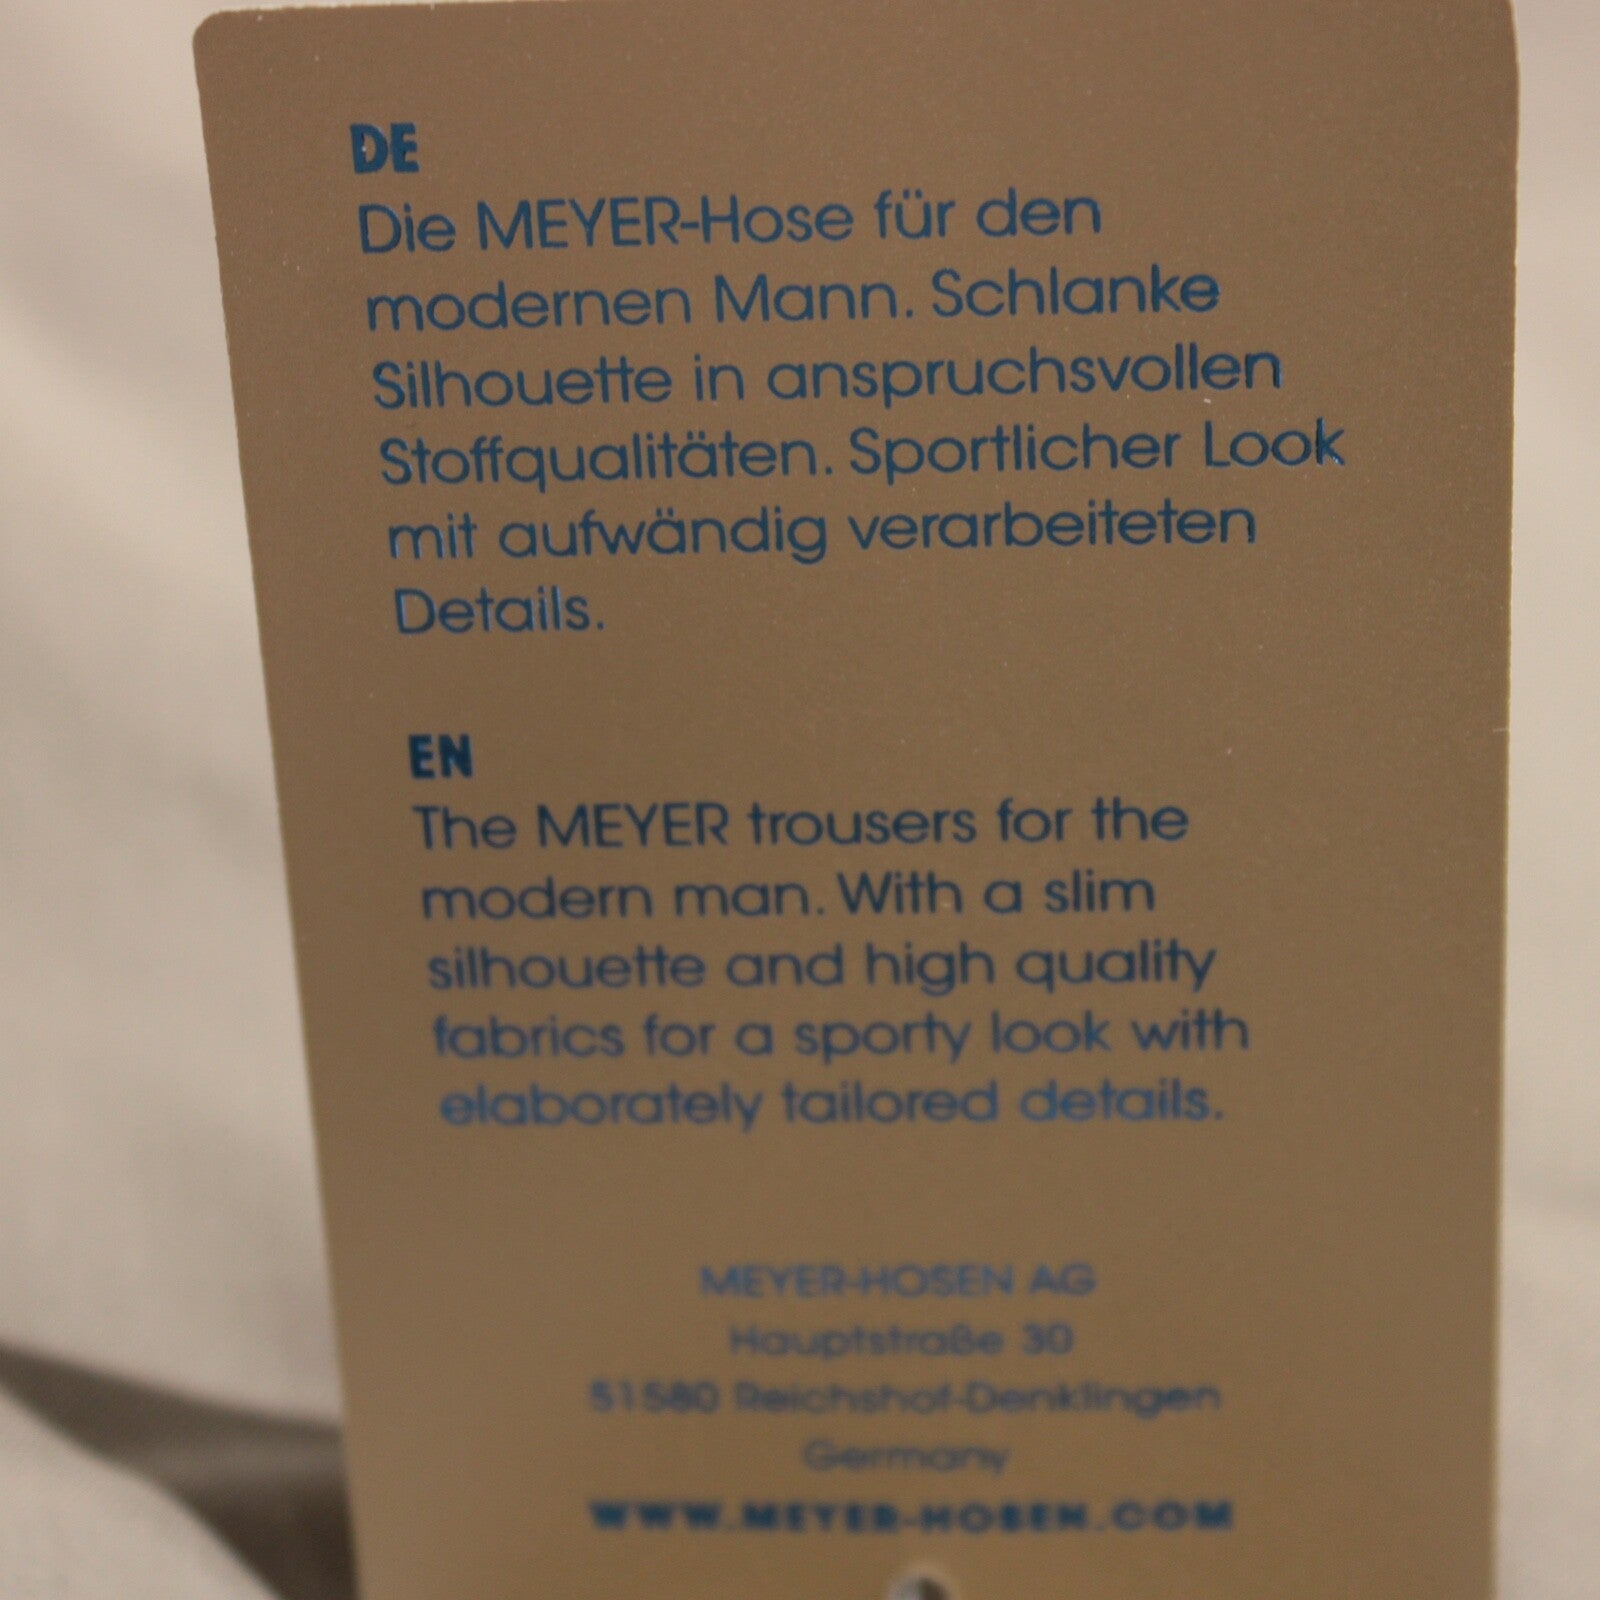 DE
Die MEYER-Hose für den
modernen Mann. Schlanke
Silhouette in anspruchsvollen
Stoffqualitäten. Sportlicher Look
mit aufwändig verarbeiteten
Details.
EN
The MEYER trousers for the
modern man. With a slim
silhouette and high quality
fabrics for a sporty look with
elaborately tailored details.
MEYER-HOSEN AG
Hauptstraße 30
51580 Reichshof-Denklingen
Germany
WWW.MEYER-HOSEN.COM